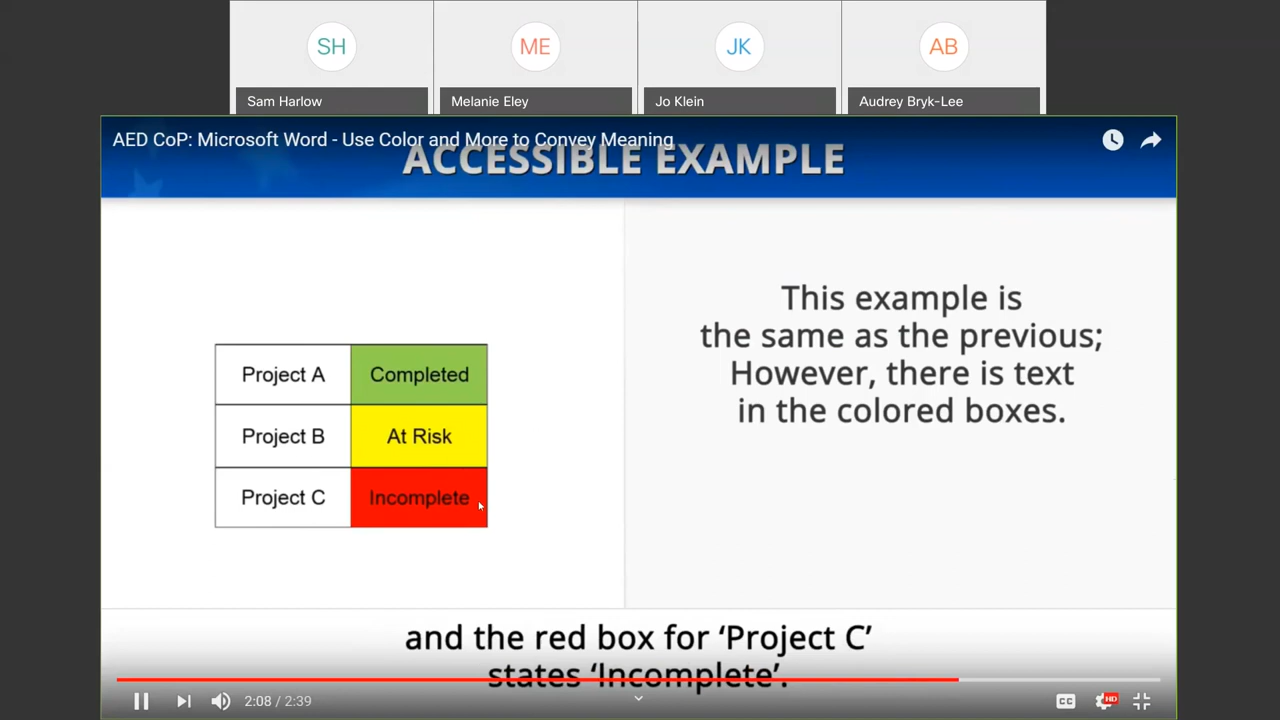 SH
ME
JK
AB
Sam Harlow
Melanie Eley
Jo Klein
Audrey Bryk-Lee
AED CoP: Microsoft Word - Use Color and More to Convey Meaning
ACCESSIBLE EXAMPLE
Project A Completed
Project B At Risk
Project C Incomplete
This example is
the same as the previous;
However, there is text
in the colored boxes.
and the red box for ‘Project C’
states ‘Incomplete’.
2:08 / 2:39
CC
HD